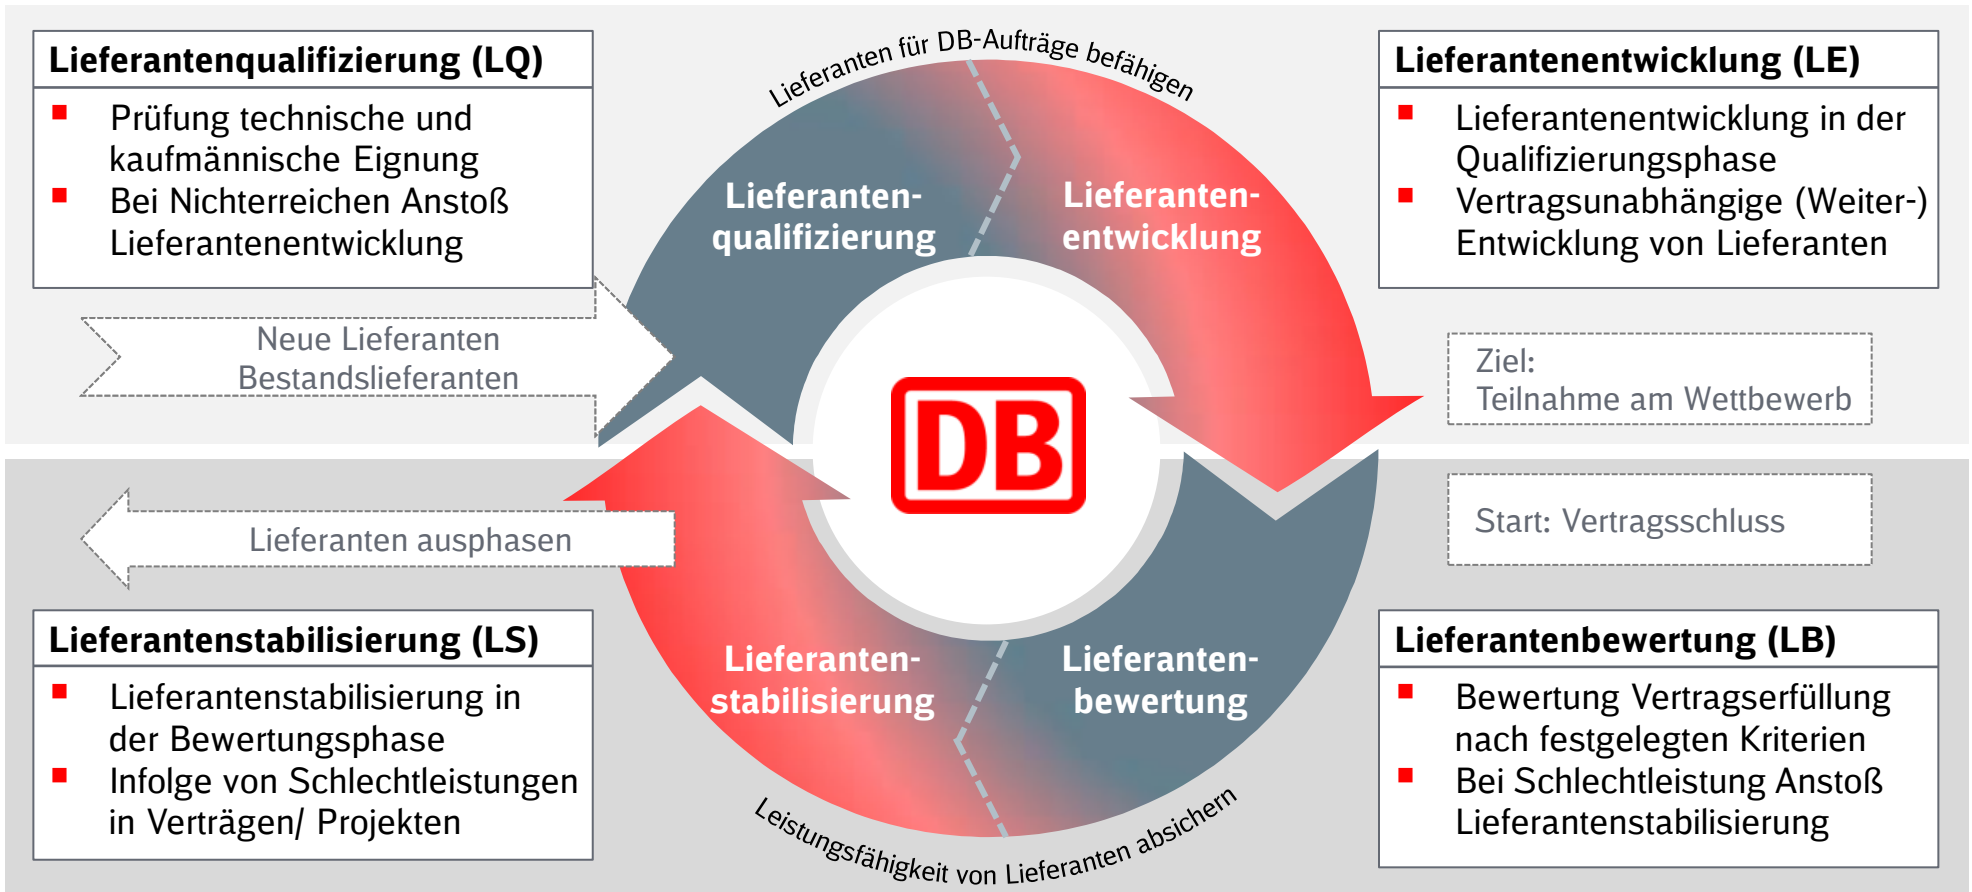 Lieferanten für DB-Aufträge befähigen
Lieferantenqualifizierung (LQ)
Prüfung technische und
kaufmännische Eignung
Bei Nichterreichen Anstoß
Lieferantenentwicklung
Lieferanten-
qualifizierung
Lieferanten-
entwicklung
Lieferantenentwicklung (LE)
Lieferantenentwicklung in der
Qualifizierungsphase
Vertragsunabhängige (Weiter-)
Entwicklung von Lieferanten
Neue Lieferanten
Bestandslieferanten
DB
Ziel:
Teilnahme am Wettbewerb
Lieferanten ausphasen
Start: Vertragsschluss
Lieferantenstabilisierung (LS)
Lieferantenstabilisierung in
der Bewertungsphase
Infolge von Schlechtleistungen
in Verträgen/ Projekten
Lieferanten-
stabilisierung
Lieferanten-
bewertung
Lieferantenbewertung (LB)
Bewertung Vertragserfüllung
nach festgelegten Kriterien
Bei Schlechtleistung Anstoß
Lieferantenstabilisierung
Leistungsfähigkeit von Lieferanten absichern